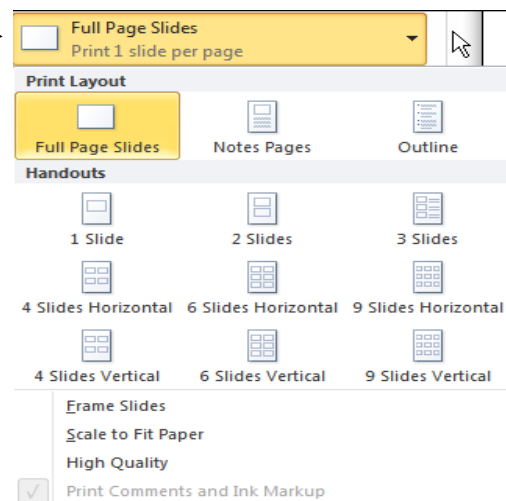 Full Page Slides
Print 1 slide per page
Print Layout
Full Page Slides Notes Pages Outline
Handouts
1 Slide 2 Slides 3 Slides
4 Slides Horizontal 6 Slides Horizontal 9 Slides Horizontal
4 Slides Vertical 6 Slides Vertical 9 Slides Vertical
Frame Slides
Scale to Fit Paper
High Quality
Print Comments and Ink Markup